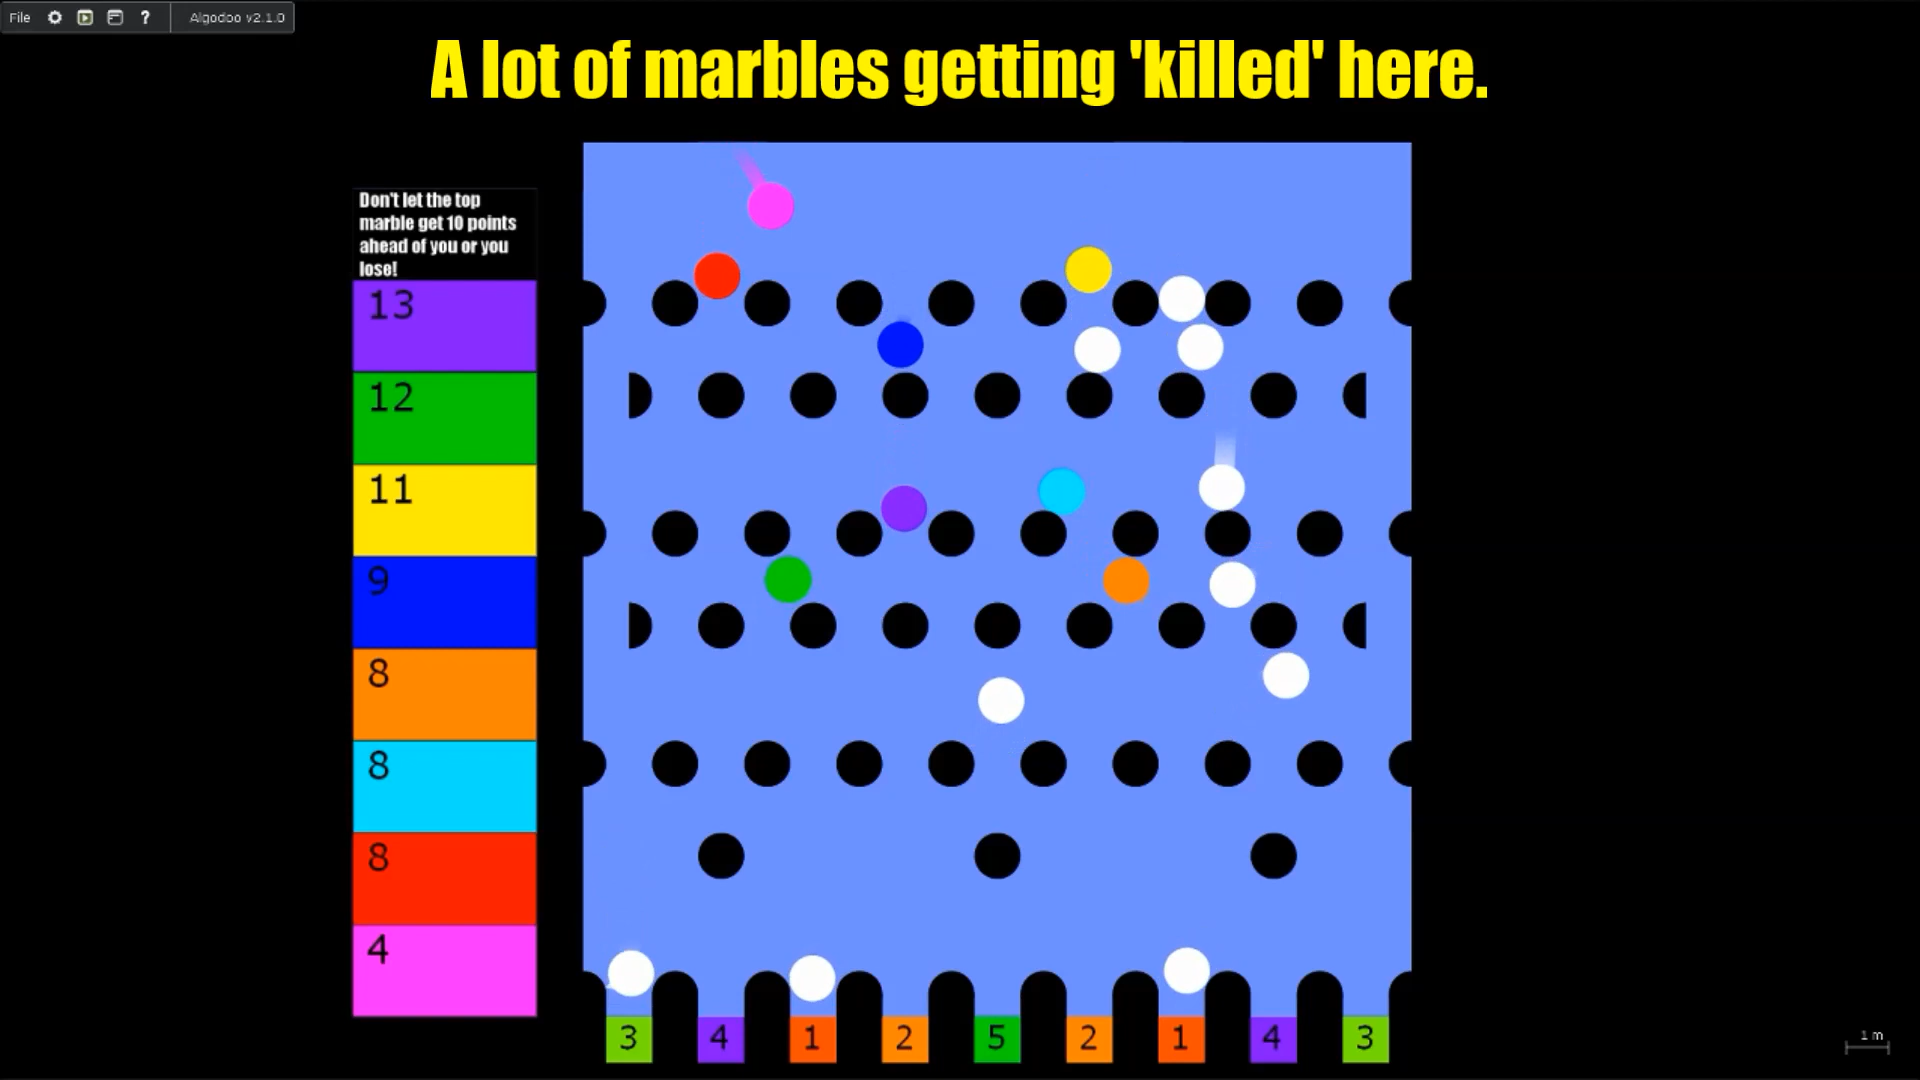 File ? Algodoo v2.1.0
A lot of marbles getting 'killed' here.
Don't let the top
marble get 10 points
ahead of you or you
lose!
13
12
11
9
8
8
8
4
3 4 1 2 5 2 1 4 3
1 m